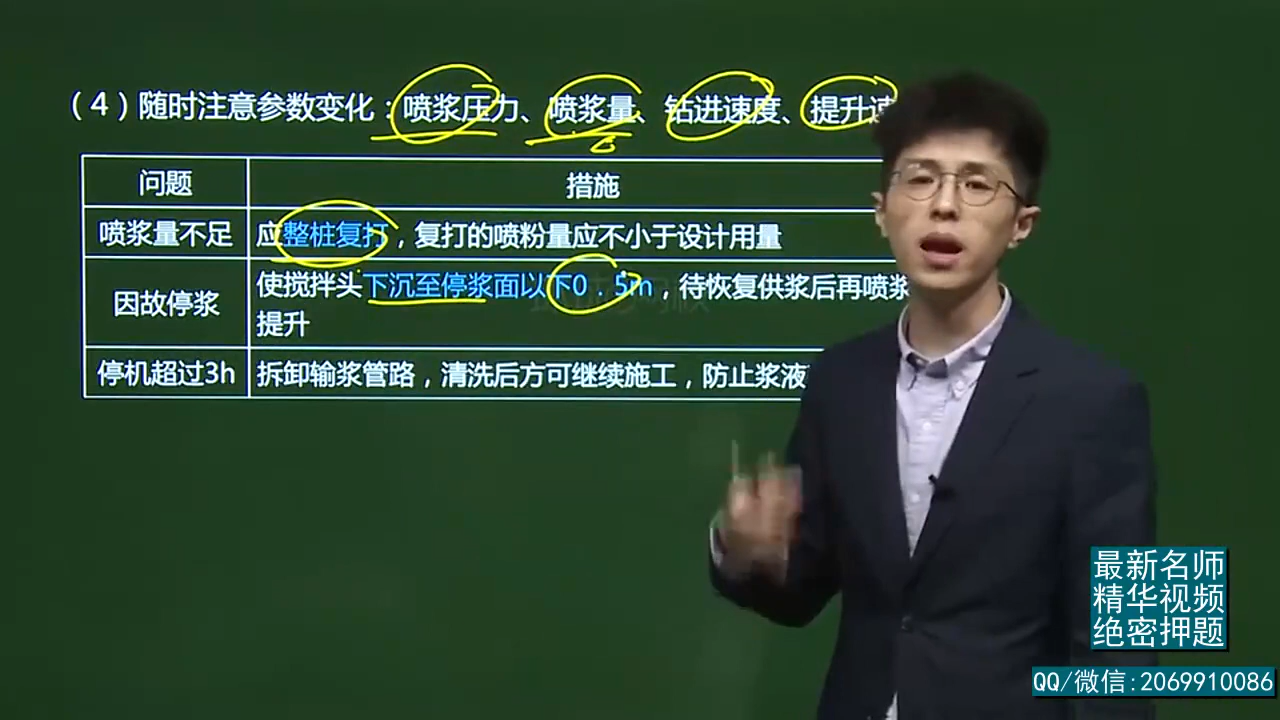 （4）随时注意参数变化：喷浆压力、喷浆量、钻进速度、提升速
问题
措施
喷浆量不足
应整桩复打，复打的喷粉量应不小于设计用量
因故停浆
使搅拌头下沉至停浆面以下0.5m，待恢复供浆后再喷浆
提升
停机超过3h
拆卸输浆管路，清洗后方可继续施工，防止浆液
最新名师
精华视频
绝密押题
QQ/微信:2069910086